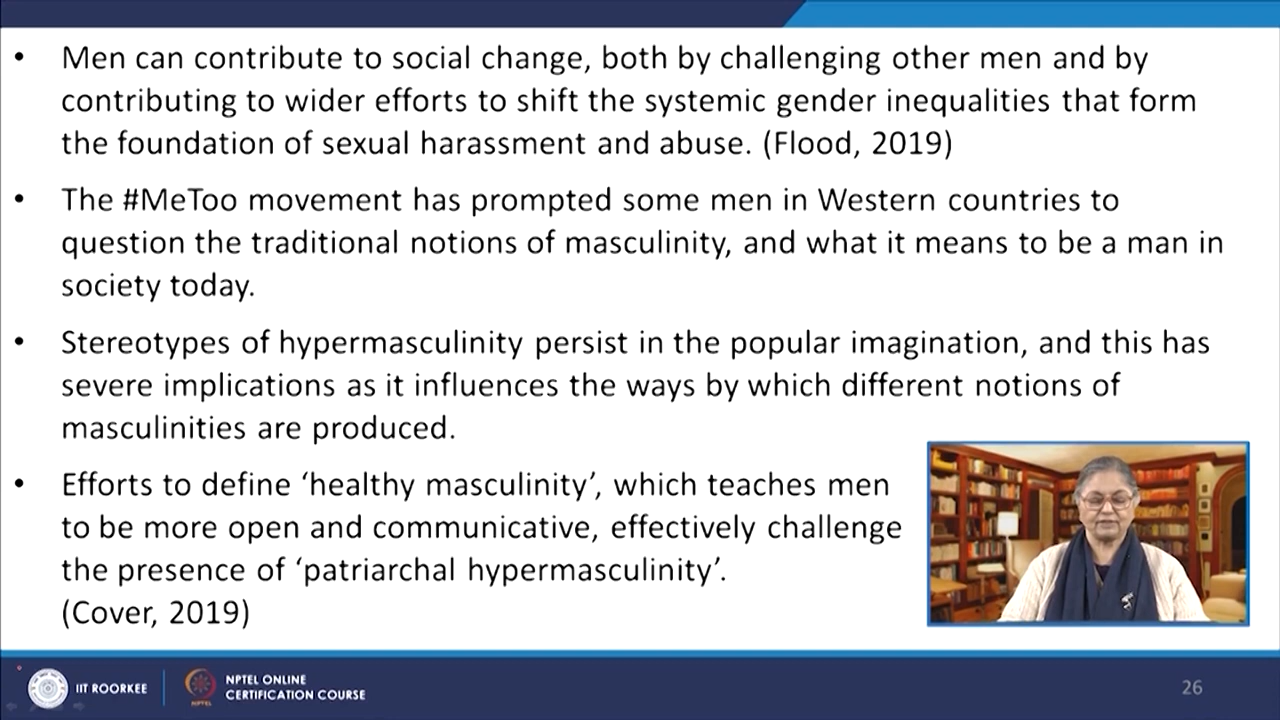 • Men can contribute to social change, both by challenging other men and by
contributing to wider efforts to shift the systemic gender inequalities that form
the foundation of sexual harassment and abuse. (Flood, 2019)
• The #MeToo movement has prompted some men in Western countries to
question the traditional notions of masculinity, and what it means to be a man in
society today.
• Stereotypes of hypermasculinity persist in the popular imagination, and this has
severe implications as it influences the ways by which different notions of
masculinities are produced.
• Efforts to define ‘healthy masculinity’, which teaches men
to be more open and communicative, effectively challenge
the presence of ‘patriarchal hypermasculinity’.
(Cover, 2019)
IIT ROORKEE
NPTEL
NPTEL ONLINE
CERTIFICATION COURSE
26